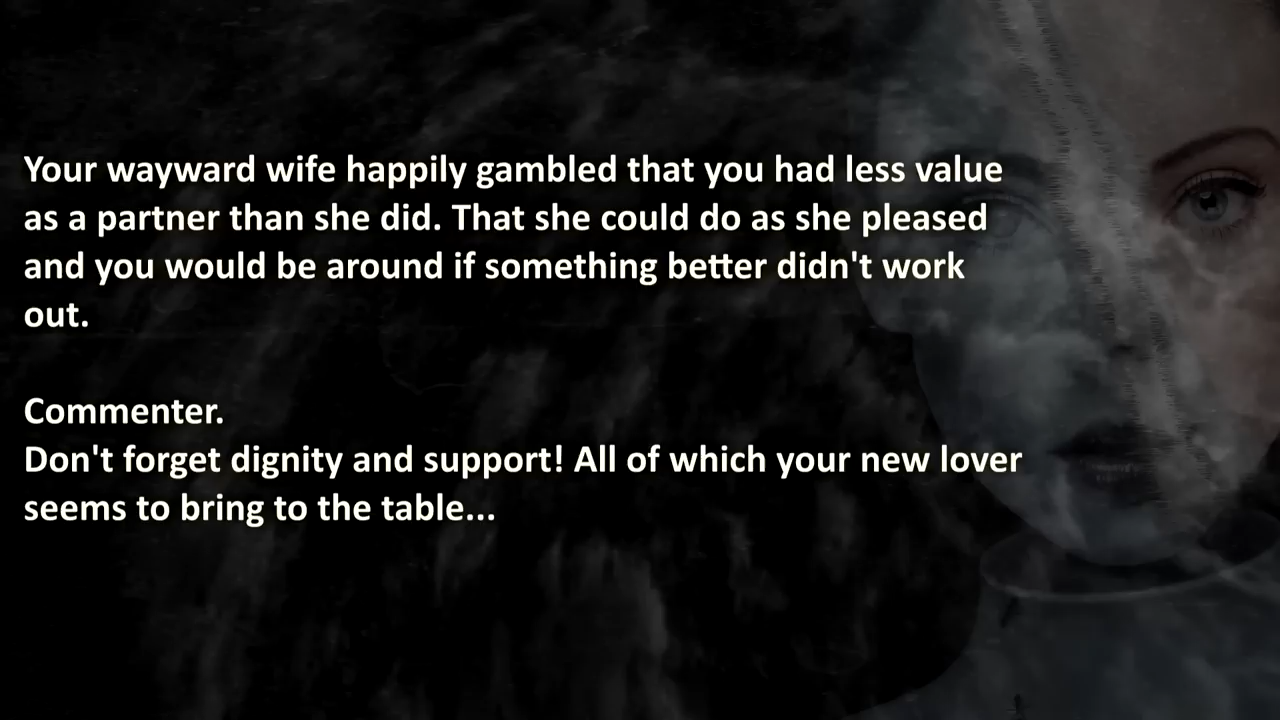 Your wayward wife happily gambled that you had less value
as a partner than she did. That she could do as she pleased
and you would be around if something better didn't work
out.
Commenter.
Don't forget dignity and support! All of which your new lover
seems to bring to the table...